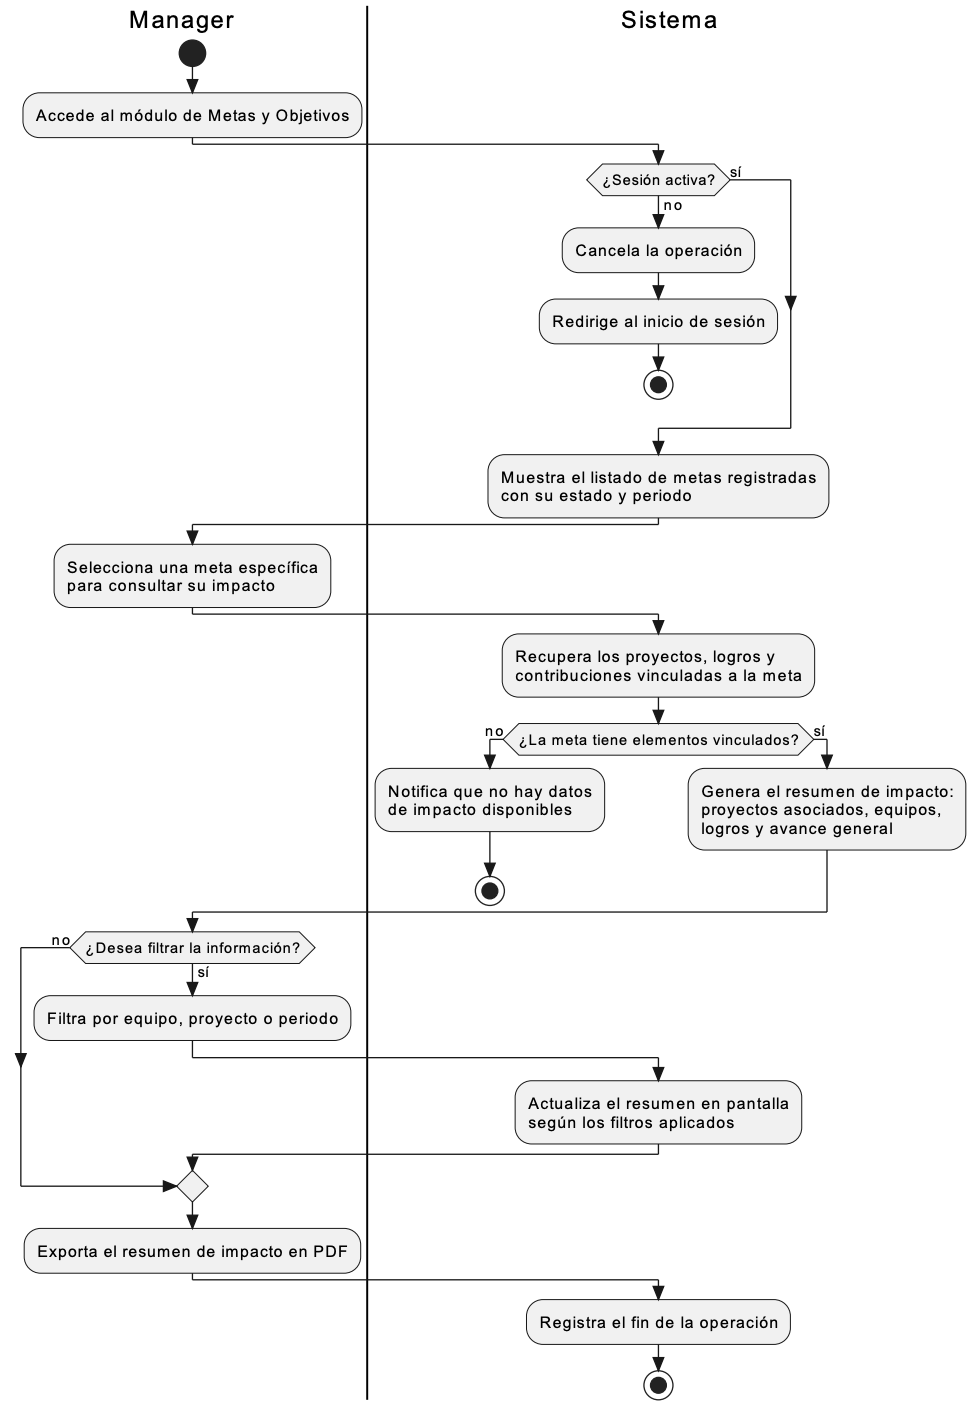 Manager
Sistema
Accede al módulo de Metas y Objetivos
¿Sesión activa?
sí
no
Cancela la operación
Redirige al inicio de sesión
Muestra el listado de metas registradas
con su estado y periodo
Selecciona una meta específica
para consultar su impacto
Recupera los proyectos, logros y
contribuciones vinculadas a la meta
no
¿La meta tiene elementos vinculados?
sí
Notifica que no hay datos
de impacto disponibles
Genera el resumen de impacto:
proyectos asociados, equipos,
logros y avance general
no
¿Desea filtrar la información?
sí
Filtra por equipo, proyecto o periodo
Actualiza el resumen en pantalla
según los filtros aplicados
Exporta el resumen de impacto en PDF
Registra el fin de la operación